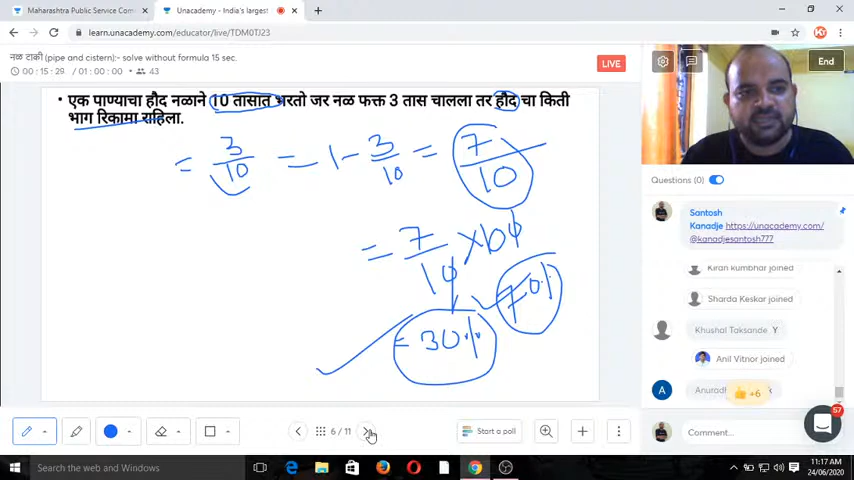 Maharashtra Public Service Com
Unacademy - India's largest
learn.unacademy.com/educator/live/TDM0TJ23
नळ टाकी (pipe and cistern):- solve without formula 15 sec.
00:15:29 / 01:00:00
43
LIVE
End
• एक पाण्याचा हौद नळाने 10 तासात भरतो जर नळ फक्त 3 तास चालला तर हौद चा किती
भाग रिकामा राहिला.
= 3/10 = 1 - 3/10 = 7/10
= 7/10 × 10
70%
= 30%
Questions (0)
Santosh
Kanadje https://unacademy.com/
@kanadjesantosh777
Kiran kumbhar joined
Sharda Keskar joined
Khushal Toksande Y
Anil Vitnor joined
+6
6 / 11
Start a poll
Comment...
57
Search the web and Windows
11:17 AM
24/06/2020